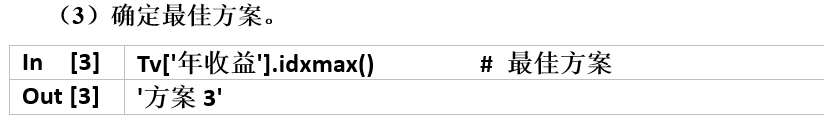 （3）确定最佳方案。
In [3] Tv['年收益'].idxmax() # 最佳方案
Out [3] '方案 3'